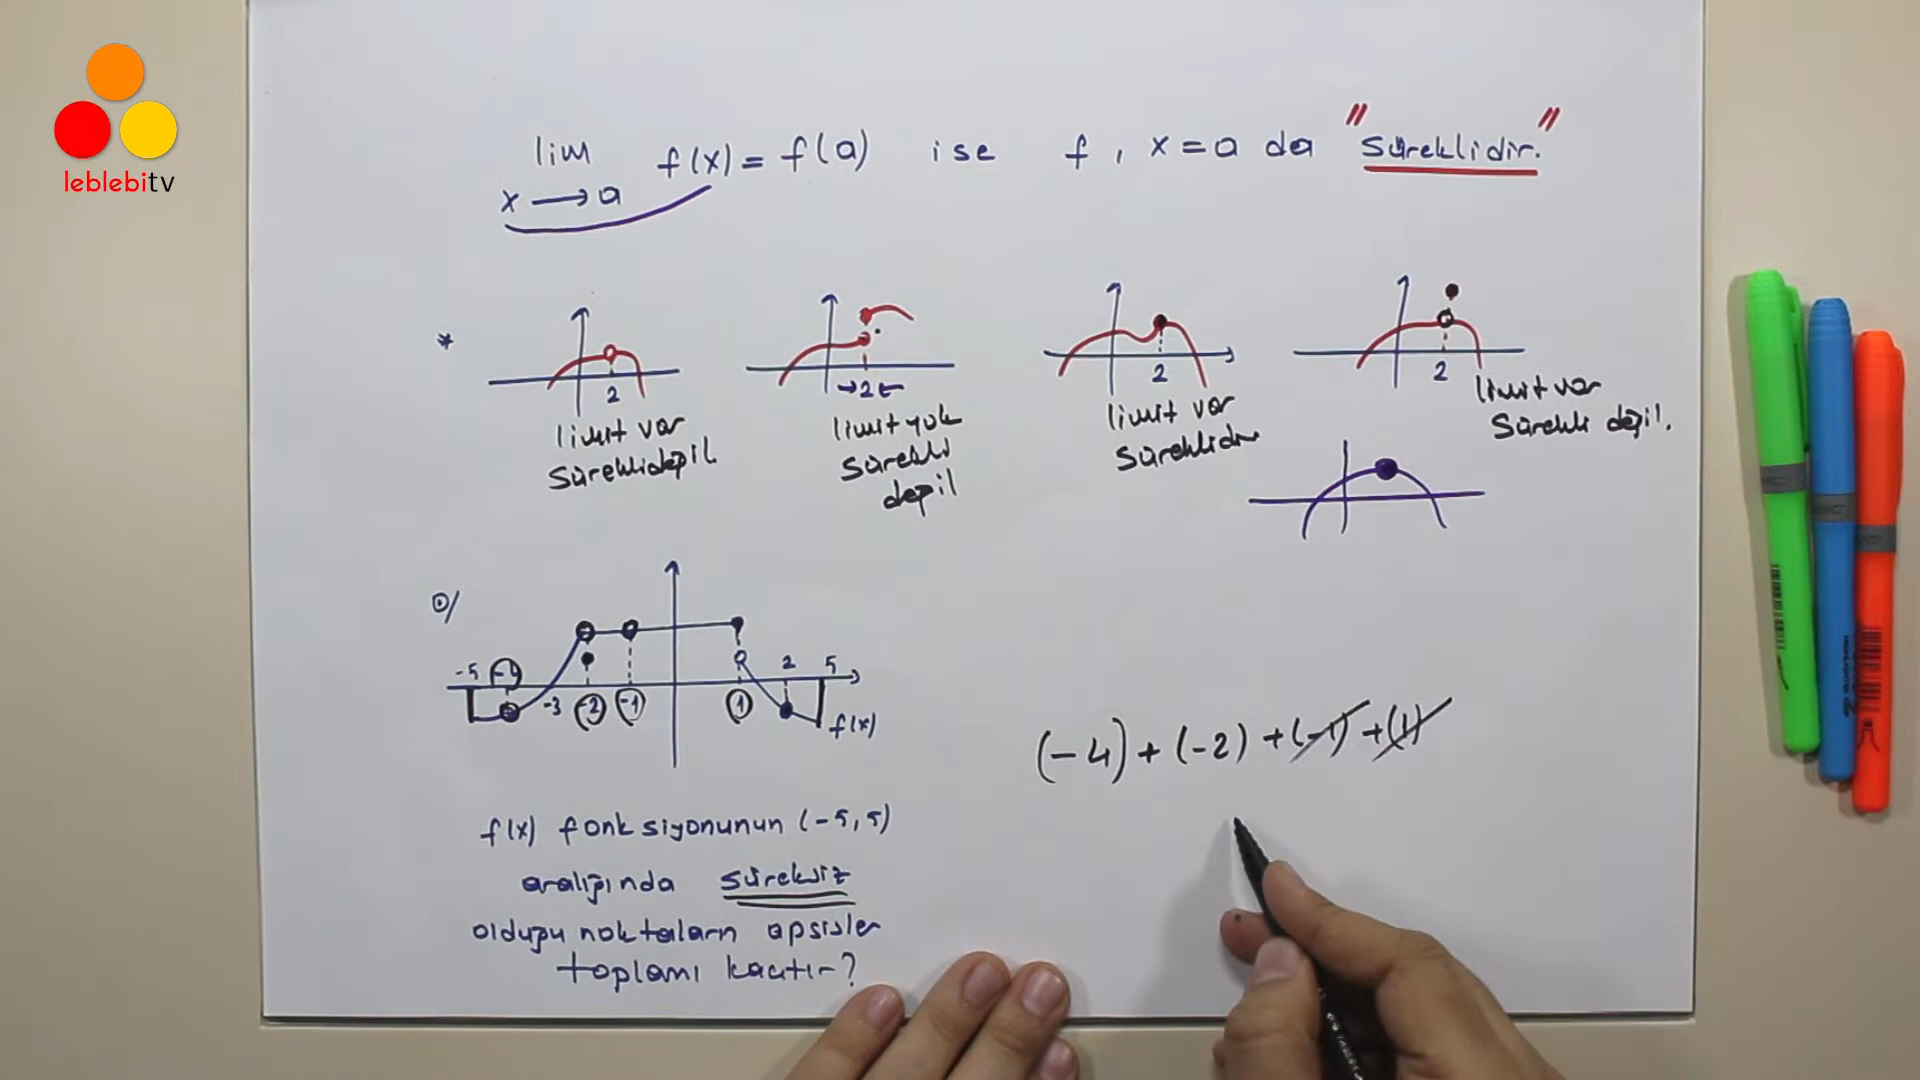 leblebitv
lim f(x) = f(a) ise f, x = a da "Süreklidir."
x → a
*
2
limit var
Sürekli değil.
→2←
limit yok
sürekli
değil
2
limit var
Süreklidir
2
limit var
Sürekli değil.
Ö/
-5 -4 -3 -2 -1 1 2 5
f(x)
(-4) + (-2) + (-1) + (1)
f(x) fonksiyonunun (-5,5)
aralığında süreksiz
olduğu noktaların apsisler
toplamı kaçtır?